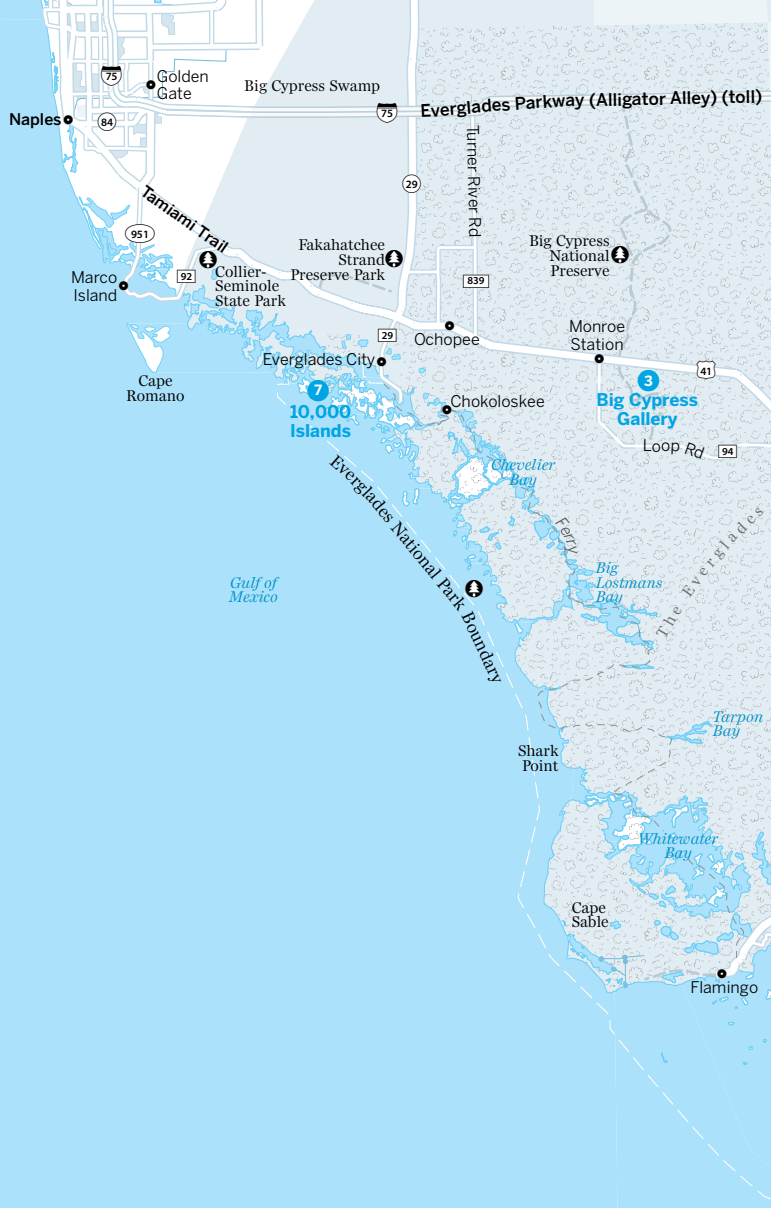 75
Golden
Gate
Big Cypress Swamp
75
Everglades Parkway (Alligator Alley) (toll)
Naples
84
Turner River Rd
29
Tamiami Trail
951
Fakahatchee
Strand
Preserve Park
Big Cypress
National
Preserve
Marco
Island
92
Collier-
Seminole
State Park
839
29
Ochopee
Monroe
Station
Everglades City
41
Cape
Romano
7
10,000
Islands
3
Big Cypress
Gallery
Chokoloskee
Loop Rd
94
Everglades National Park Boundary
Chevelier
Bay
Ferry
The Everglades
Gulf of
Mexico
Big
Lostmans
Bay
Tarpon
Bay
Shark
Point
Whitewater
Bay
Cape
Sable
Flamingo